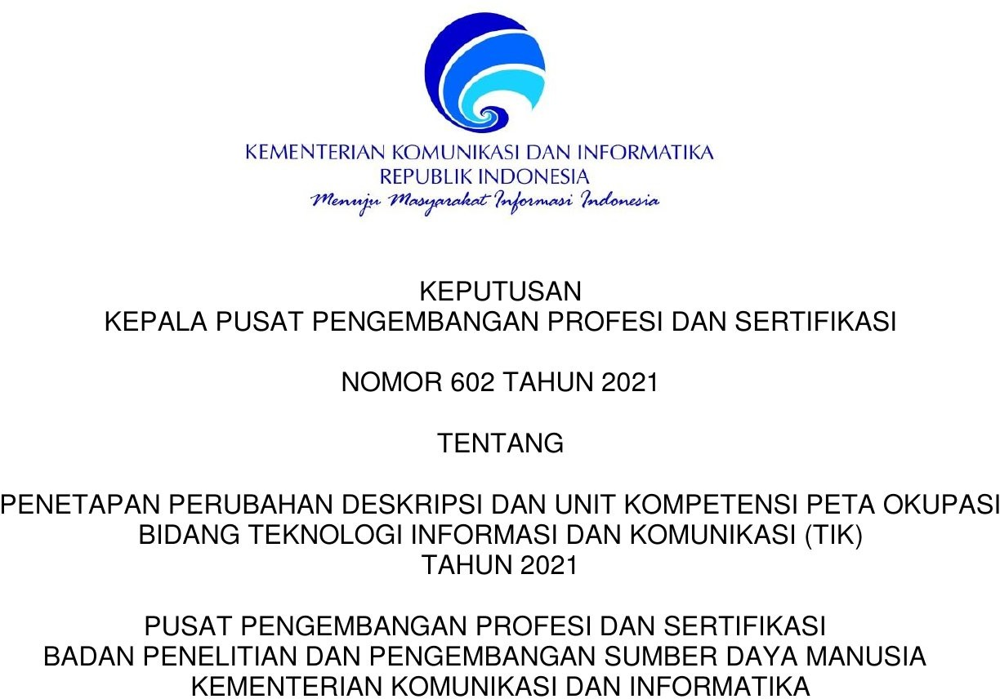 KEMENTERIAN KOMUNIKASI DAN INFORMATIKA
REPUBLIK INDONESIA
Menuju Masyarakat Informasi Indonesia
KEPUTUSAN
KEPALA PUSAT PENGEMBANGAN PROFESI DAN SERTIFIKASI
NOMOR 602 TAHUN 2021
TENTANG
PENETAPAN PERUBAHAN DESKRIPSI DAN UNIT KOMPETENSI PETA OKUPASI
BIDANG TEKNOLOGI INFORMASI DAN KOMUNIKASI (TIK)
TAHUN 2021
PUSAT PENGEMBANGAN PROFESI DAN SERTIFIKASI
BADAN PENELITIAN DAN PENGEMBANGAN SUMBER DAYA MANUSIA
KEMENTERIAN KOMUNIKASI DAN INFORMATIKA